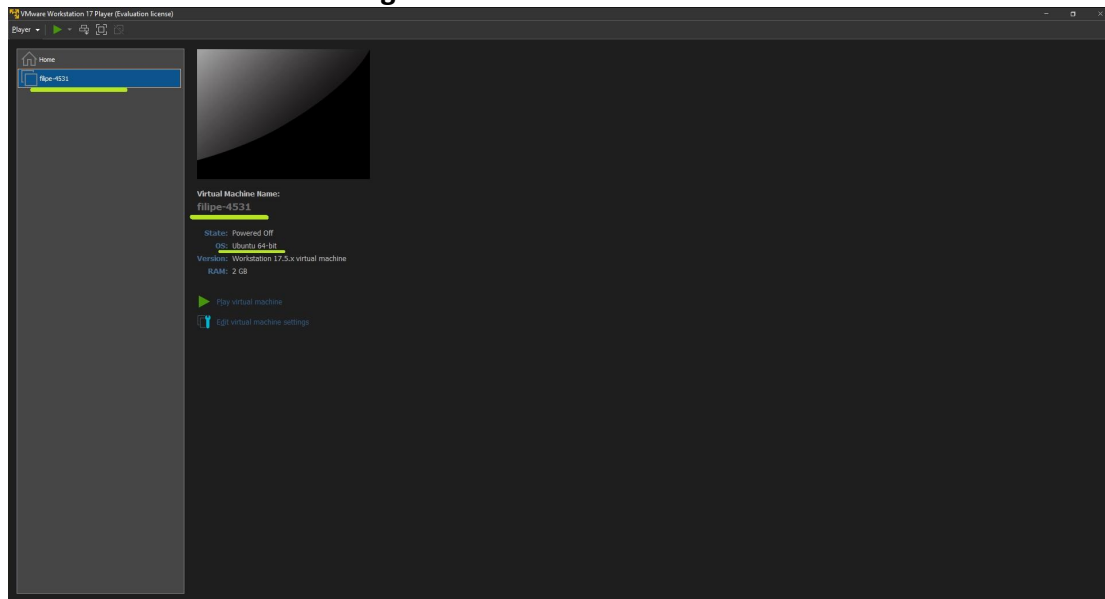 VMware Workstation 17 Player (Evaluation license)
Player
Home
filipe-4531
Virtual Machine Name:
filipe-4531
State: Powered Off
OS: Ubuntu 64-bit
Version: Workstation 17.5.x virtual machine
RAM: 2 GB
Play virtual machine
Edit virtual machine settings